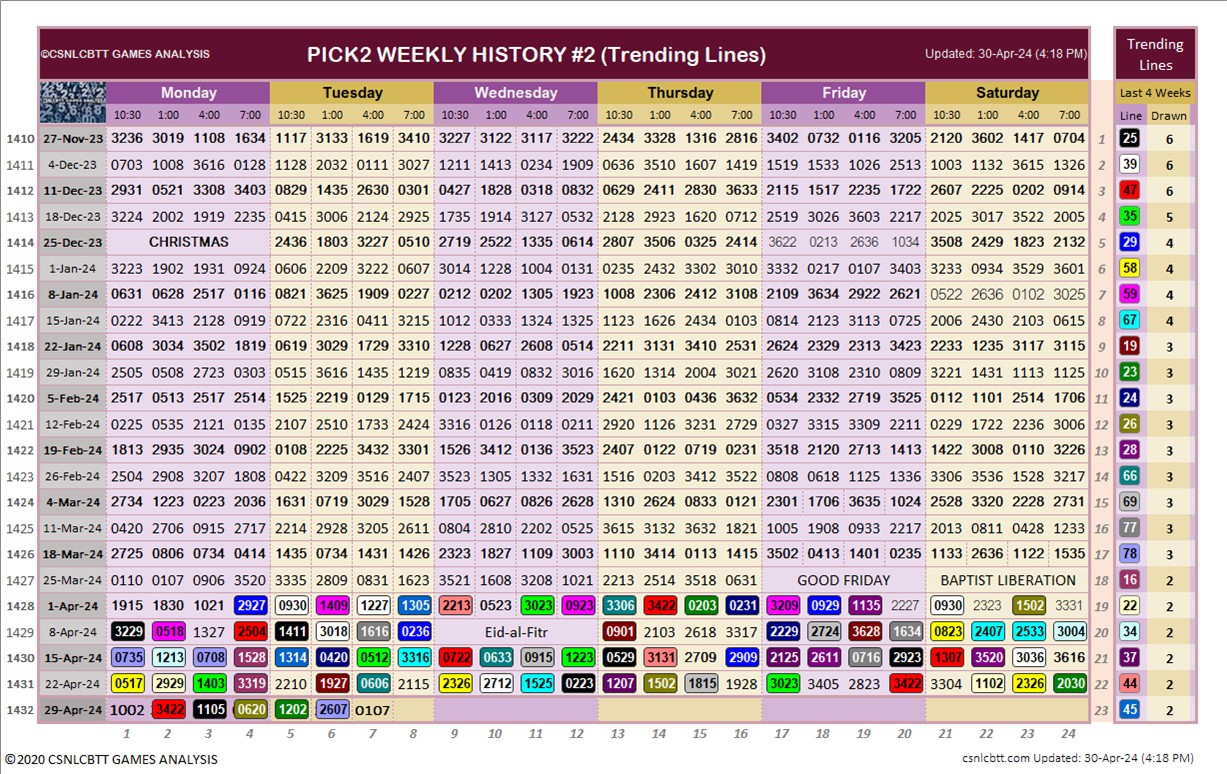 ©CSNLCBTT GAMES ANALYSIS PICK2 WEEKLY HISTORY #2 (Trending Lines) Updated: 30-Apr-24 (4:18 PM) Trending
Lines
Monday Tuesday Wednesday Thursday Friday Saturday Last 4 Weeks
10:30 1:00 4:00 7:00 10:30 1:00 4:00 7:00 10:30 1:00 4:00 7:00 10:30 1:00 4:00 7:00 10:30 1:00 4:00 7:00 10:30 1:00 4:00 7:00 Line Drawn
1410 27-Nov-23 3236 3019 1108 1634 1117 3133 1619 3410 3227 3122 3117 3222 2434 3328 1316 2816 3402 0732 0116 3205 2120 3602 1417 0704 1 25 6
1411 4-Dec-23 0703 1008 3616 0128 1128 2032 0111 3027 1211 1413 0234 1909 0636 3510 1607 1419 1519 1533 1026 2513 1003 1132 3615 1326 2 39 6
1412 11-Dec-23 2931 0521 3308 3403 0829 1435 2630 0301 0427 1828 0318 0832 0629 2411 2830 3633 2115 1517 2235 1722 2607 2225 0202 0914 3 47 6
1413 18-Dec-23 3224 2002 1919 2235 0415 3006 2124 2925 1735 1914 3127 0532 2128 2923 1620 0712 2519 3026 3603 2217 2025 3017 3522 2005 4 35 5
1414 25-Dec-23 CHRISTMAS 2436 1803 3227 0510 2719 2522 1335 0614 2807 3506 0325 2414 3622 0213 2636 1034 3508 2429 1823 2132 5 29 4
1415 1-Jan-24 3223 1902 1931 0924 0606 2209 3222 0607 3014 1228 1004 0131 0235 2432 3302 3010 3332 0217 0107 3403 3233 0934 3529 3601 6 58 4
1416 8-Jan-24 0631 0628 2517 0116 0821 3625 1909 0227 0212 0202 1305 1923 1008 2306 2412 3108 2109 3634 2922 2621 0522 2636 0102 3025 7 59 4
1417 15-Jan-24 0222 3413 2128 0919 0722 2316 0411 3215 1012 0333 1324 1325 1123 1626 2434 0103 0814 2123 3113 0725 2006 2430 2103 0615 8 67 4
1418 22-Jan-24 0608 3034 3502 1819 0619 3029 1729 3310 1228 0627 2608 0514 2211 3131 3410 2531 2624 2329 2313 3423 2233 1235 3117 3115 9 19 3
1419 29-Jan-24 2505 0508 2723 0303 0515 3616 1435 1219 0835 0419 0832 3016 1620 1314 2004 3021 2620 3108 2310 0809 3221 1431 1113 1125 10 23 3
1420 5-Feb-24 2517 0513 2517 2514 1525 2219 0129 1715 0123 2016 0309 2029 2421 0103 0436 3632 0534 2332 2719 3525 0112 1101 2514 1706 11 24 3
1421 12-Feb-24 0225 0535 2121 0135 2107 2510 1733 2424 3316 0126 0118 0211 2920 1126 3231 2729 0327 3315 3309 2211 0229 1722 2236 3006 12 26 3
1422 19-Feb-24 1813 2935 3024 0902 0108 2225 3432 3301 1526 3412 0136 3523 2407 0122 0719 0231 3518 2120 2713 1413 1422 3008 0110 3226 13 28 3
1423 26-Feb-24 2504 2908 3207 1808 0422 3209 3516 2405 3523 1305 1332 1631 1516 0203 3412 3522 0808 0618 1125 1336 3306 3536 1528 3217 14 66 3
1424 4-Mar-24 2734 1223 0223 2036 1631 0719 3029 1528 1705 0627 0826 2628 1310 2624 0833 0121 2301 1706 3635 1024 2528 3320 2228 2731 15 69 3
1425 11-Mar-24 0420 2706 0915 2717 2214 2928 3205 2611 0804 2810 2202 0525 3615 3132 3632 1821 1005 1908 0933 2217 2013 0811 0428 1233 16 77 3
1426 18-Mar-24 2725 0806 0734 0414 1435 0734 1431 1426 2323 1827 1109 3003 1110 3414 0113 1415 3502 0413 1401 0235 1133 2636 1122 1535 17 78 3
1427 25-Mar-24 0110 0107 0906 3520 3335 2809 0831 1623 3521 1608 3208 1021 2213 2514 3518 0631 GOOD FRIDAY BAPTIST LIBERATION 18 16 2
1428 1-Apr-24 1915 1830 1021 2927 0930 1409 1227 1305 2213 0523 3023 0923 3306 3422 0203 0231 3209 0929 1135 2227 0930 2323 1502 3331 19 22 2
1429 8-Apr-24 3229 0518 1327 2504 1411 3018 1616 0236 Eid-al-Fitr 0901 2103 2618 3317 2229 2724 3628 1634 0823 2407 2533 3004 20 34 2
1430 15-Apr-24 0735 1213 0708 1528 1314 0420 0512 3316 0722 0633 0915 1223 0529 3131 2709 2909 2125 2611 0716 2923 1307 3520 3036 3616 21 37 2
1431 22-Apr-24 0517 2929 1403 3319 2210 1927 0606 2115 2326 2712 1525 0223 1207 1502 1815 1928 3023 3405 2823 3422 3304 1102 2326 2030 22 44 2
1432 29-Apr-24 1002 3422 1105 0620 1202 2607 0107 23 45 2
1 2 3 4 5 6 7 8 9 10 11 12 13 14 15 16 17 18 19 20 21 22 23 24
©2020 CSNLCBTT GAMES ANALYSIS csnlcbtt.com Updated: 30-Apr-24 (4:18 PM)